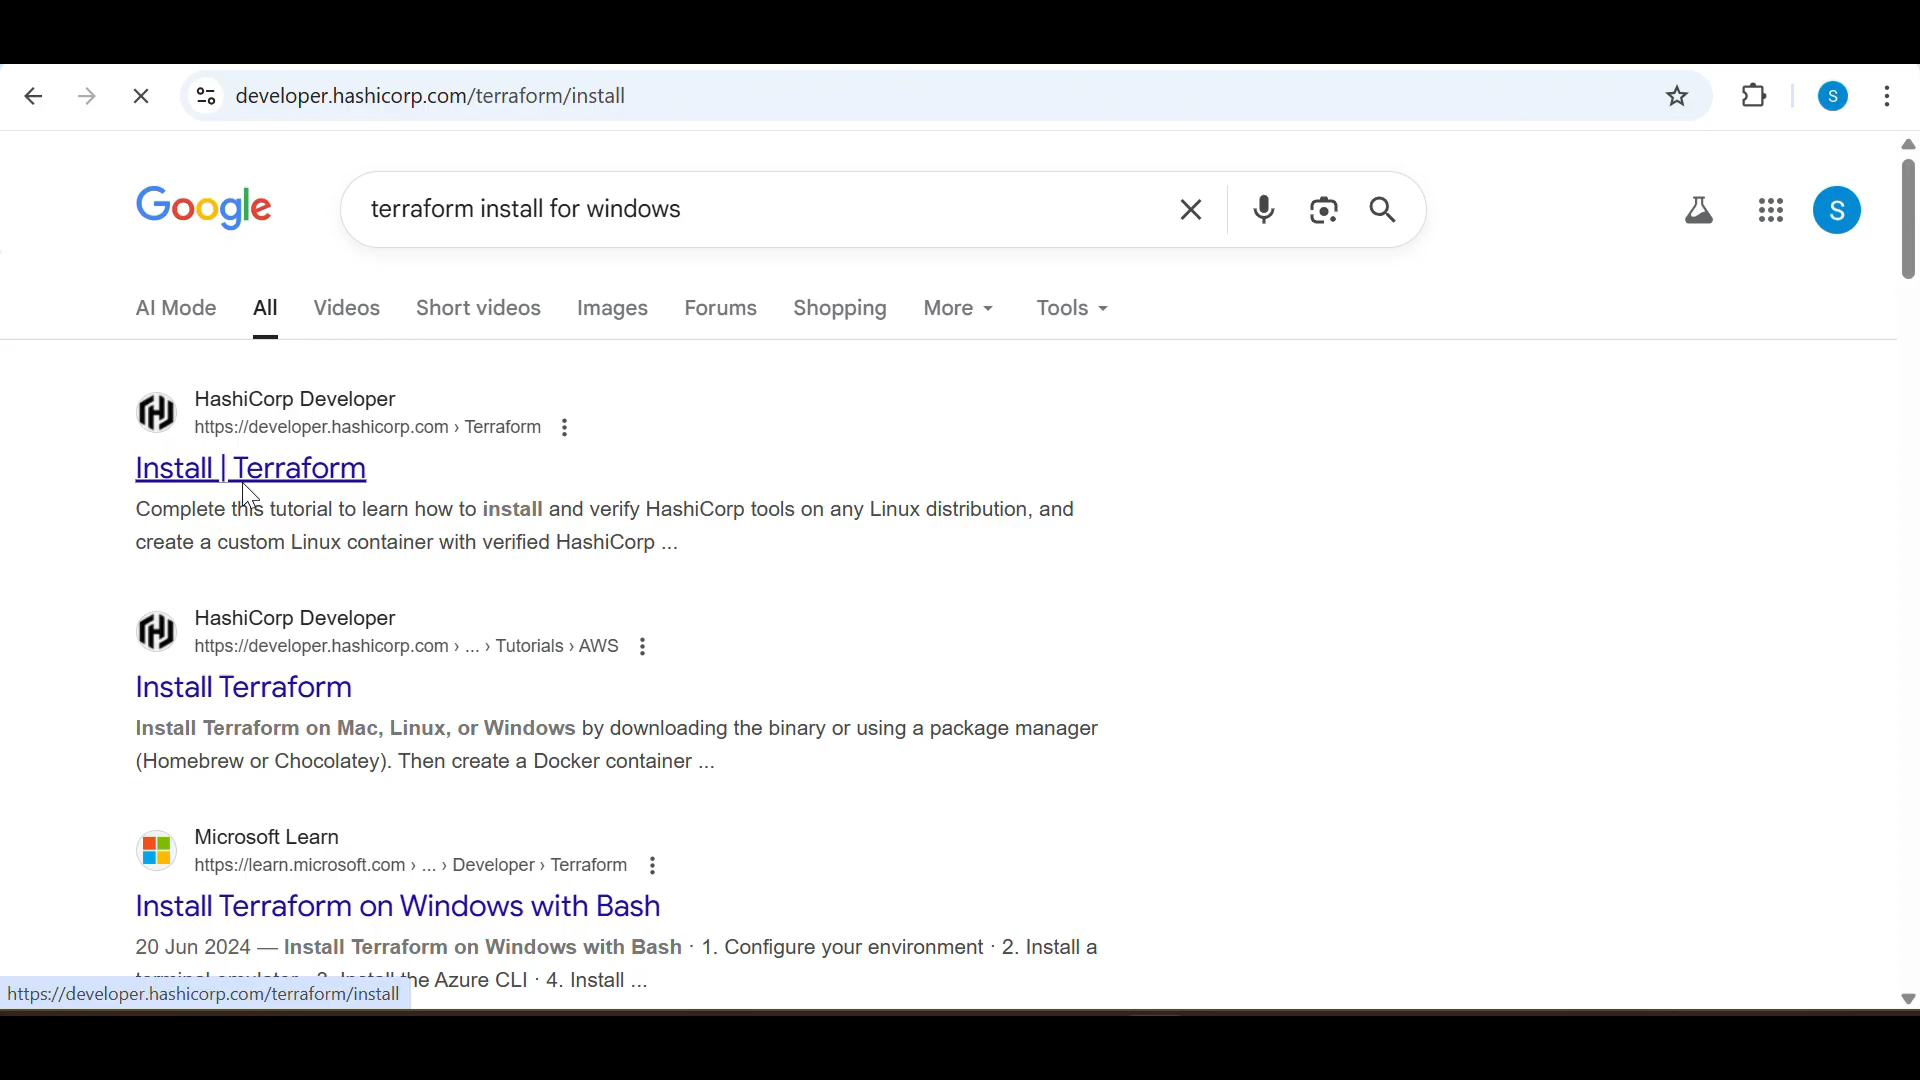 developer.hashicorp.com/terraform/install
S
Google
terraform install for windows
S
AI Mode All Videos Short videos Images Forums Shopping More Tools
HashiCorp Developer
https://developer.hashicorp.com › Terraform
Install | Terraform
Complete this tutorial to learn how to install and verify HashiCorp tools on any Linux distribution, and
create a custom Linux container with verified HashiCorp ...
HashiCorp Developer
https://developer.hashicorp.com › ... › Tutorials › AWS
Install Terraform
Install Terraform on Mac, Linux, or Windows by downloading the binary or using a package manager
(Homebrew or Chocolatey). Then create a Docker container ...
Microsoft Learn
https://learn.microsoft.com › ... › Developer › Terraform
Install Terraform on Windows with Bash
20 Jun 2024 — Install Terraform on Windows with Bash · 1. Configure your environment · 2. Install a
the Azure CLI · 4. Install ...
https://developer.hashicorp.com/terraform/install